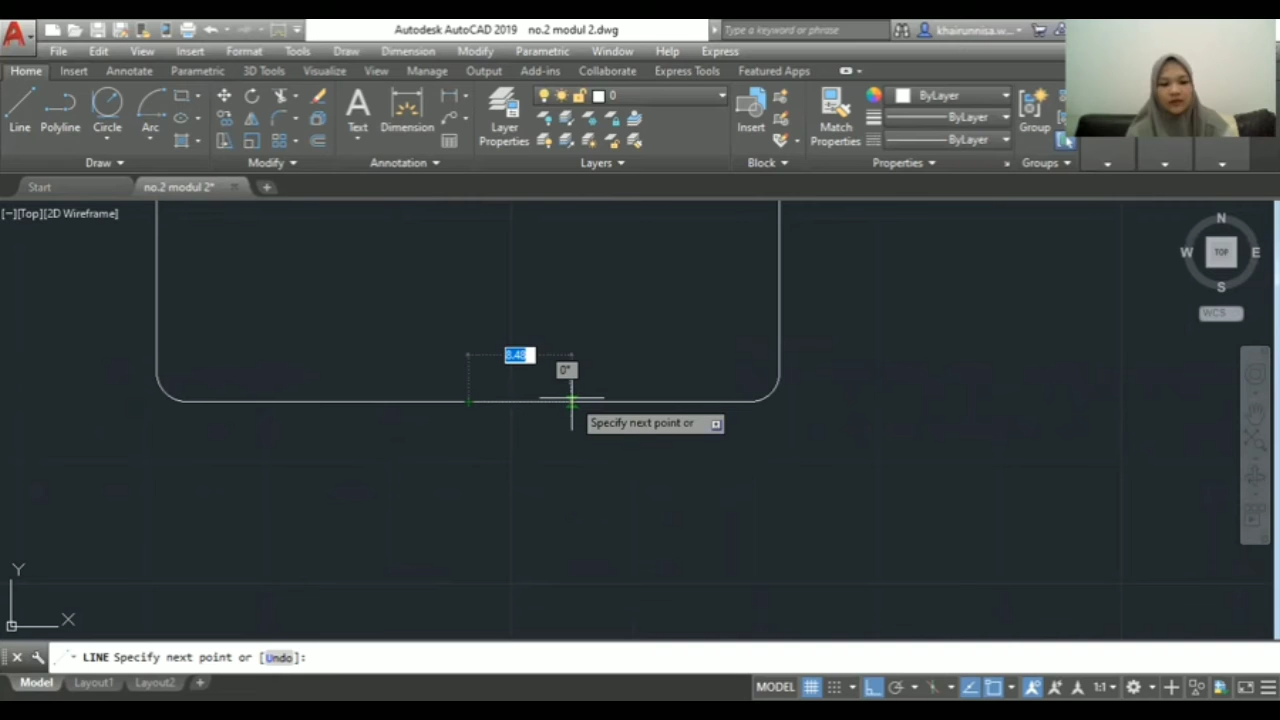 Autodesk AutoCAD 2019 no.2 modul 2.dwg
Type a keyword or phrase
khairunnisa.w...
File Edit View Insert Format Tools Draw Dimension Modify Parametric Window Help Express
Home Insert Annotate Parametric 3D Tools Visualize View Manage Output Add-ins Collaborate Express Tools Featured Apps
Line Polyline Circle Arc
Text Dimension
Layer Properties
0
Insert
Match Properties
ByLayer
ByLayer
ByLayer
Group
Draw Modify Annotation Layers Block Properties Groups
Start no.2 modul 2*
[−][Top][2D Wireframe]
N
W TOP E
S
WCS
8.48
0°
Specify next point or
Y
X
LINE Specify next point or [Undo]:
Model Layout1 Layout2
MODEL 1:1